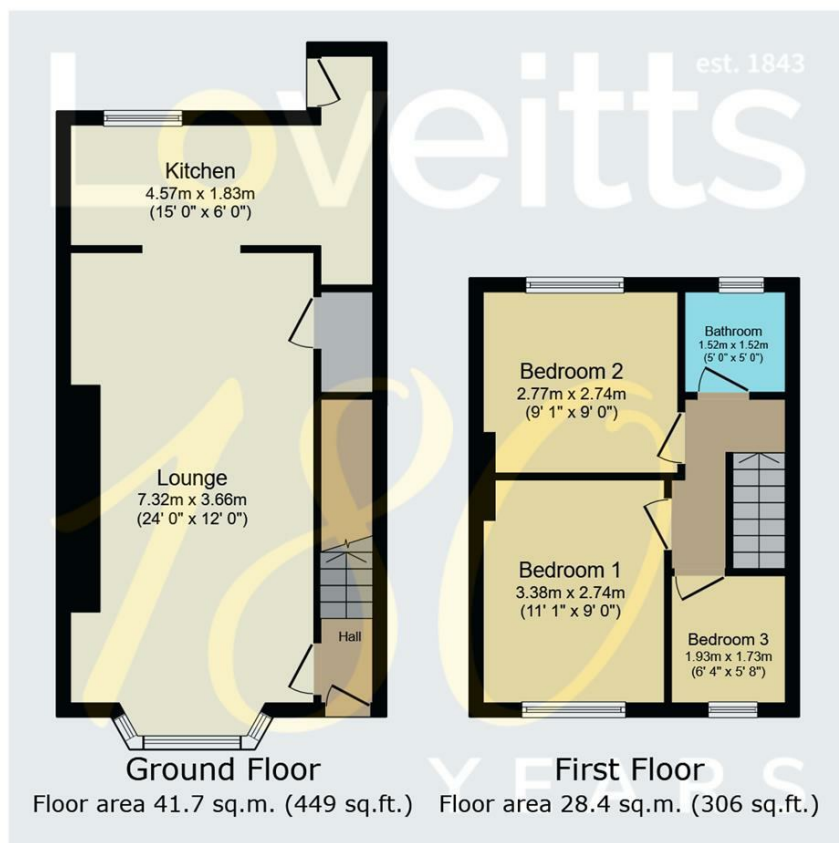 Loveitts
est. 1843
Kitchen
4.57m x 1.83m
(15' 0" x 6' 0")
Lounge
7.32m x 3.66m
(24' 0" x 12' 0")
Hall
Bathroom
1.52m x 1.52m
(5' 0" x 5' 0")
Bedroom 2
2.77m x 2.74m
(9' 1" x 9' 0")
Bedroom 1
3.38m x 2.74m
(11' 1" x 9' 0")
Bedroom 3
1.93m x 1.73m
(6' 4" x 5' 8")
180
YEARS
Ground Floor
Floor area 41.7 sq.m. (449 sq.ft.)
First Floor
Floor area 28.4 sq.m. (306 sq.ft.)